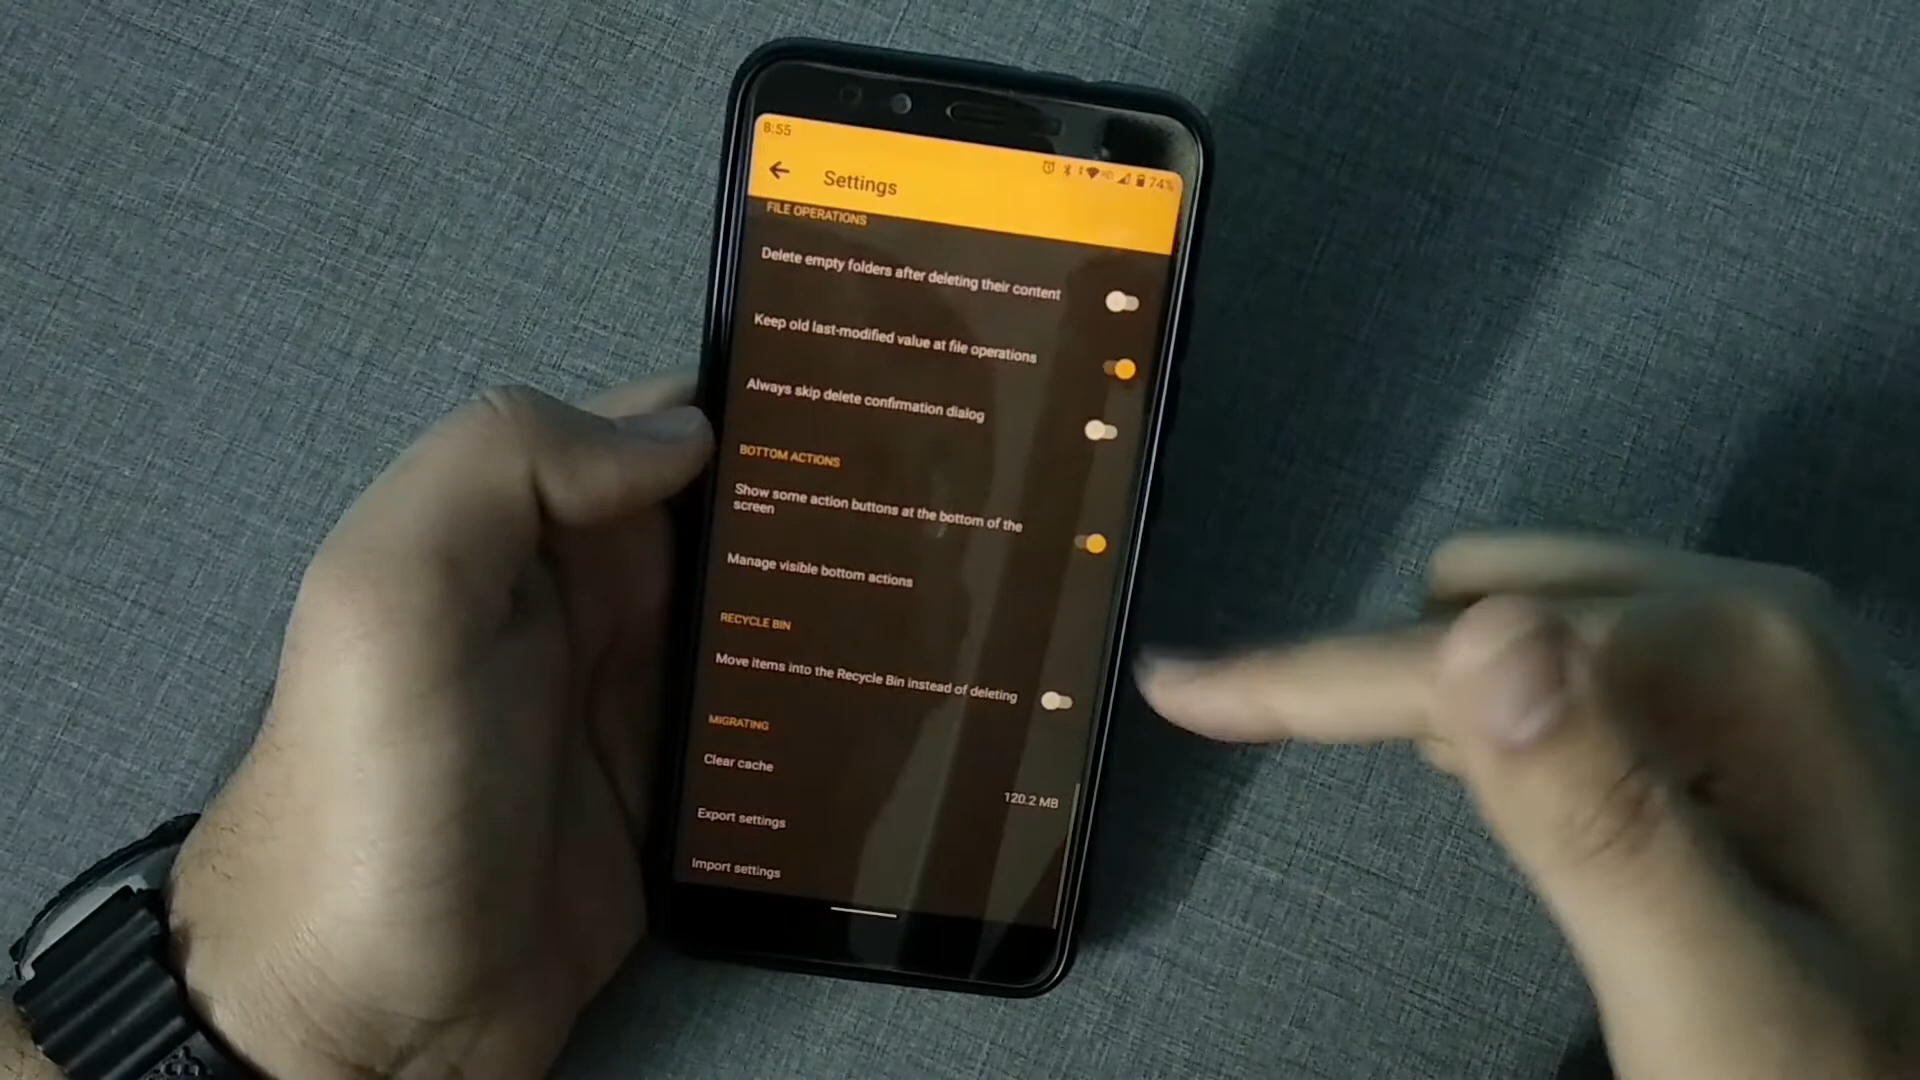 8:55
HD 74%
Settings
FILE OPERATIONS
Delete empty folders after deleting their content
Keep old last-modified value at file operations
Always skip delete confirmation dialog
BOTTOM ACTIONS
Show some action buttons at the bottom of the
screen
Manage visible bottom actions
RECYCLE BIN
Move items into the Recycle Bin instead of deleting
MIGRATING
Clear cache
120.2 MB
Export settings
Import settings